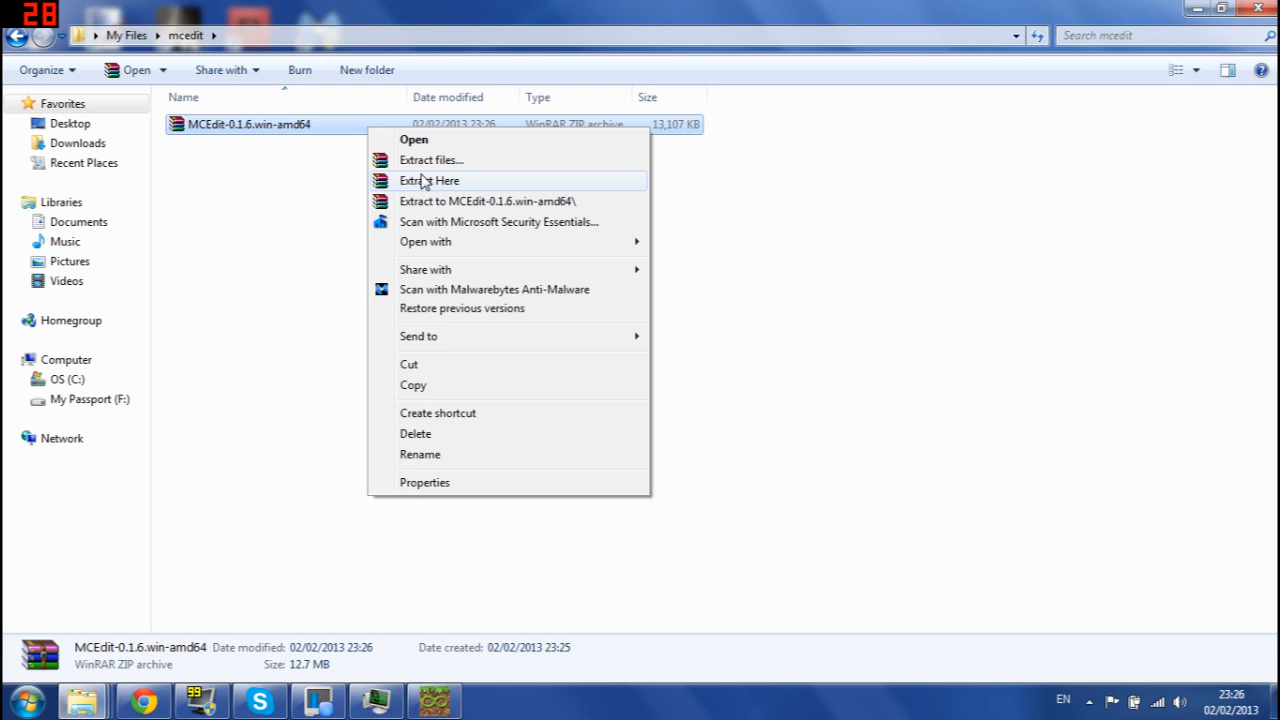 28
My Files mcedit
Search mcedit
Organize Open Share with Burn New folder
Name Date modified Type Size
Favorites
Desktop
Downloads
Recent Places
Libraries
Documents
Music
Pictures
Videos
Homegroup
Computer
OS (C:)
My Passport (F:)
Network
MCEdit-0.1.6.win-amd64 02/02/2013 23:26 WinRAR ZIP archive 13,107 KB
Open
Extract files...
Extract Here
Extract to MCEdit-0.1.6.win-amd64\
Scan with Microsoft Security Essentials...
Open with
Share with
Scan with Malwarebytes Anti-Malware
Restore previous versions
Send to
Cut
Copy
Create shortcut
Delete
Rename
Properties
MCEdit-0.1.6.win-amd64 Date modified: 02/02/2013 23:26 Date created: 02/02/2013 23:25
WinRAR ZIP archive Size: 12.7 MB
99
EN
23:26
02/02/2013